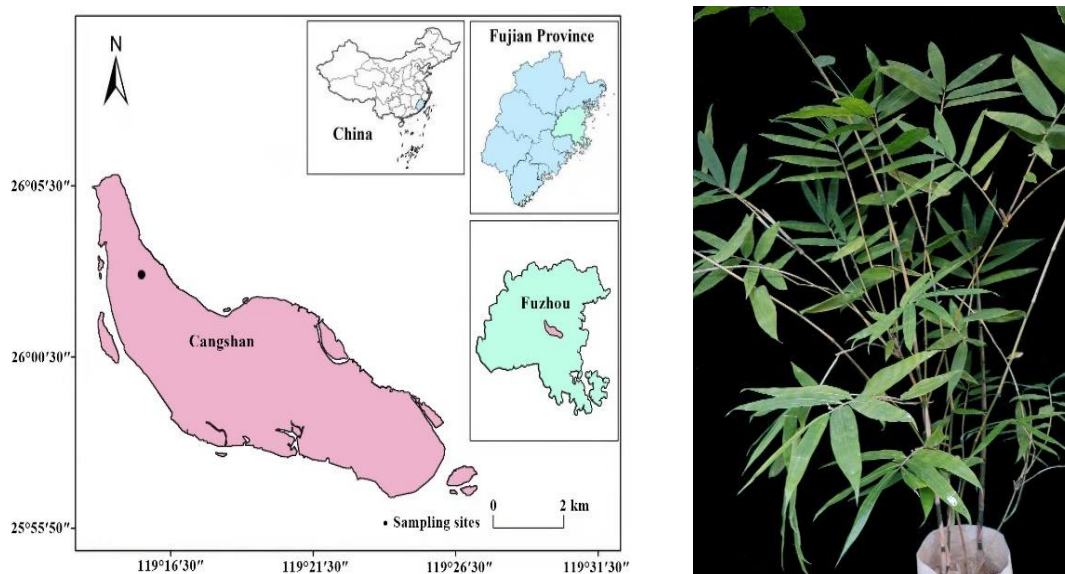 N
China
Fujian Province
26°05′30″
Fuzhou
Cangshan
26°00′30″
0 2 km
• Sampling sites
25°55′50″
119°16′30″ 119°21′30″ 119°26′30″ 119°31′30″